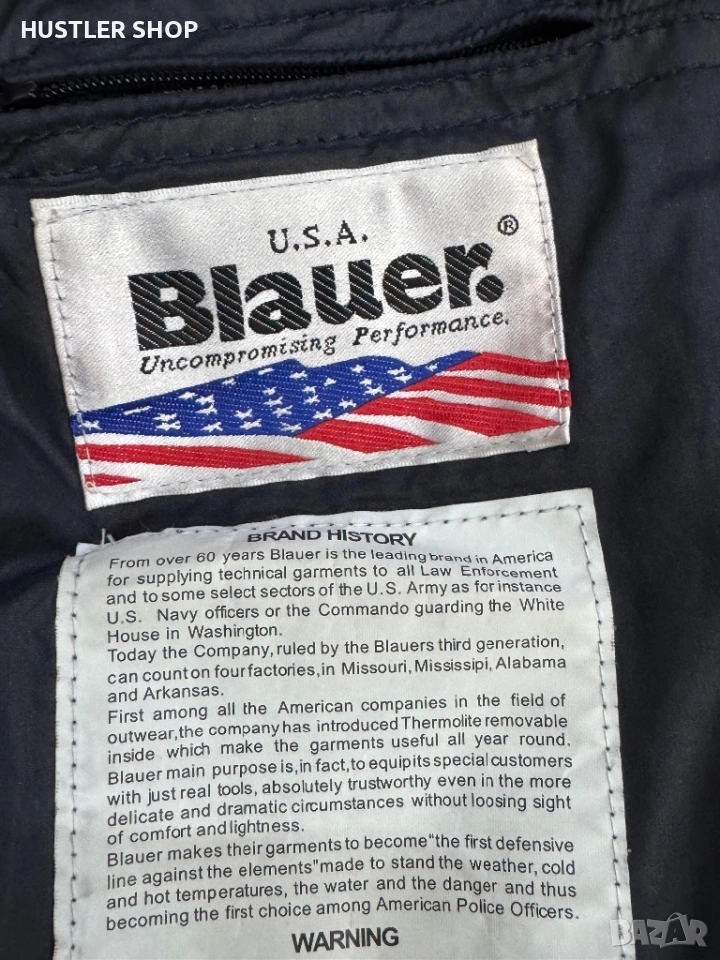 HUSTLER SHOP
U.S.A.
Blauer.®
Uncompromising Performance.
BRAND HISTORY
From over 60 years Blauer is the leading brand in America
for supplying technical garments to all Law Enforcement
and to some select sectors of the U.S. Army as for instance
U.S. Navy officers or the Commando guarding the White
House in Washington.
Today the Company, ruled by the Blauers third generation,
can count on four factories, in Missouri, Mississipi, Alabama
and Arkansas.
First among all the American companies in the field of
outwear, the company has introduced Thermolite removable
inside which make the garments useful all year round.
Blauer main purpose is, in fact, to equip its special customers
with just real tools, absolutely trustworthy even in the more
delicate and dramatic circumstances without loosing sight
of comfort and lightness.
Blauer makes their garments to become "the first defensive
line against the elements" made to stand the weather, cold
and hot temperatures, the water and the danger and thus
becoming the first choice among American Police Officers.
WARNING
BAZAR